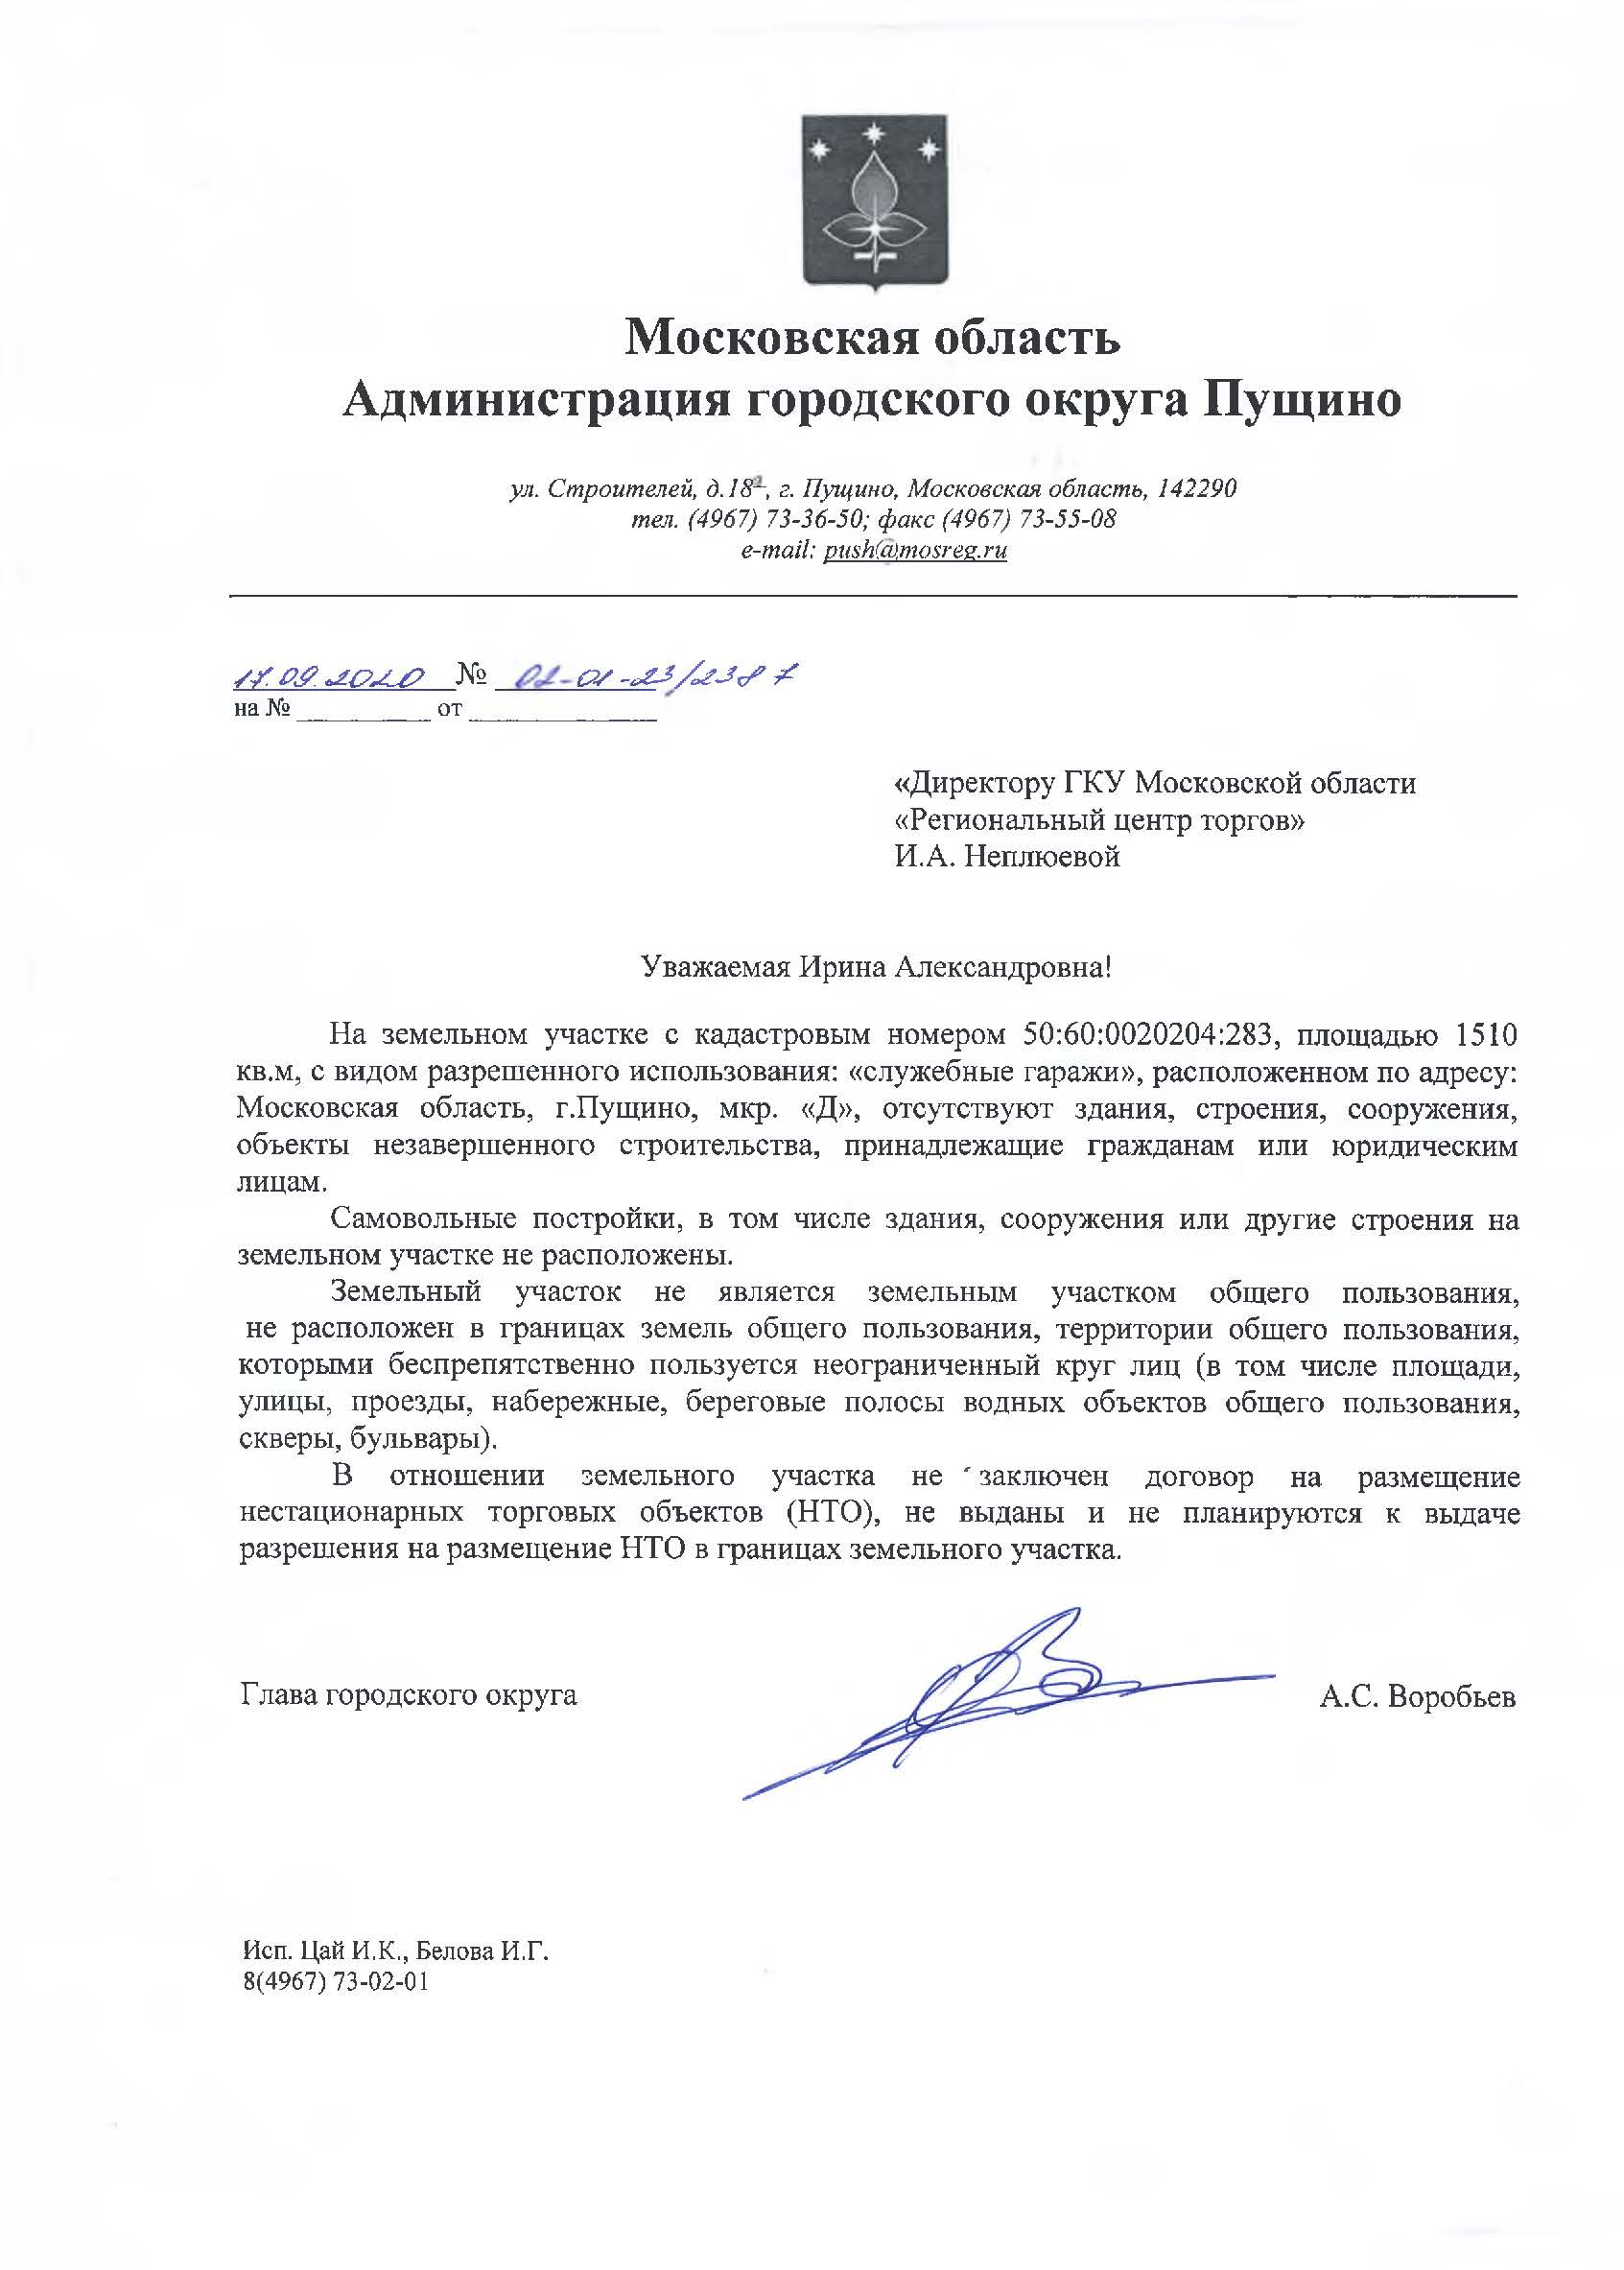 Московская область
Администрация городского округа Пущино
ул. Строителей, д.18а, г. Пущино, Московская область, 142290
тел. (4967) 73-36-50; факс (4967) 73-55-08
e-mail: push@mosreg.ru
17.09.2020 № 02-01-23/2387
на № __________ от ______________
«Директору ГКУ Московской области
«Региональный центр торгов»
И.А. Неплюевой
Уважаемая Ирина Александровна!
На земельном участке с кадастровым номером 50:60:0020204:283, площадью 1510
кв.м, с видом разрешенного использования: «служебные гаражи», расположенном по адресу:
Московская область, г.Пущино, мкр. «Д», отсутствуют здания, строения, сооружения,
объекты незавершенного строительства, принадлежащие гражданам или юридическим
лицам.
Самовольные постройки, в том числе здания, сооружения или другие строения на
земельном участке не расположены.
Земельный участок не является земельным участком общего пользования,
не расположен в границах земель общего пользования, территории общего пользования,
которыми беспрепятственно пользуется неограниченный круг лиц (в том числе площади,
улицы, проезды, набережные, береговые полосы водных объектов общего пользования,
скверы, бульвары).
В отношении земельного участка не заключен договор на размещение
нестационарных торговых объектов (НТО), не выданы и не планируются к выдаче
разрешения на размещение НТО в границах земельного участка.
Глава городского округа А.С. Воробьев
Исп. Цай И.К., Белова И.Г.
8(4967) 73-02-01